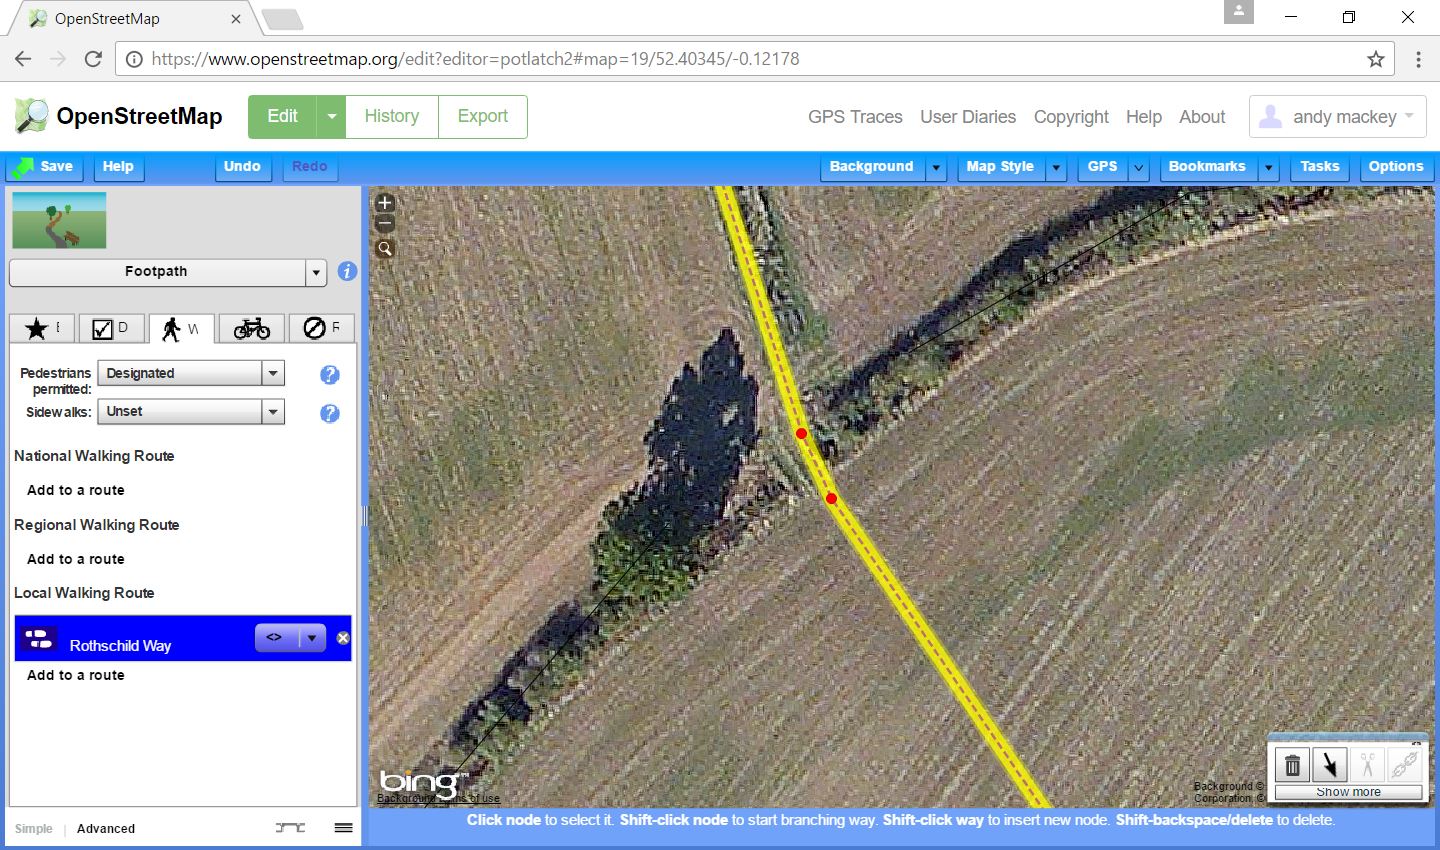 OpenStreetMap
https://www.openstreetmap.org/edit?editor=potlatch2#map=19/52.40345/-0.12178
OpenStreetMap
Edit
History
Export
GPS Traces
User Diaries
Copyright
Help
About
andy mackey
Save
Help
Undo
Redo
Background
Map Style
GPS
Bookmarks
Tasks
Options
Footpath
D
W
Pedestrians
permitted:
Designated
Sidewalks:
Unset
National Walking Route
Add to a route
Regional Walking Route
Add to a route
Local Walking Route
Rothschild Way
<>
Add to a route
Simple | Advanced
bing™
Background terms of use
Background ©
Corporation, ©
Show more
Click node to select it. Shift-click node to start branching way. Shift-click way to insert new node. Shift-backspace/delete to delete.